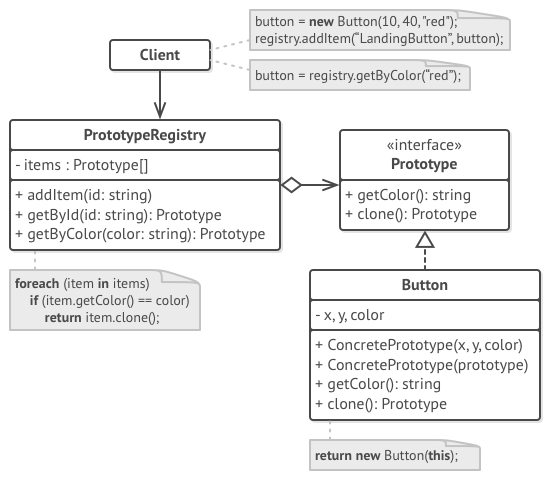 button = new Button(10, 40,"red");
registry.addItem(“LandingButton”, button);
Client
button = registry.getByColor(“red”);
PrototypeRegistry
- items : Prototype[]
+ addItem(id: string)
+ getById(id: string): Prototype
+ getByColor(color: string): Prototype
«interface»
Prototype
+ getColor(): string
+ clone(): Prototype
foreach (item in items)
if (item.getColor() == color)
return item.clone();
Button
- x, y, color
+ ConcretePrototype(x, y, color)
+ ConcretePrototype(prototype)
+ getColor(): string
+ clone(): Prototype
return new Button(this);